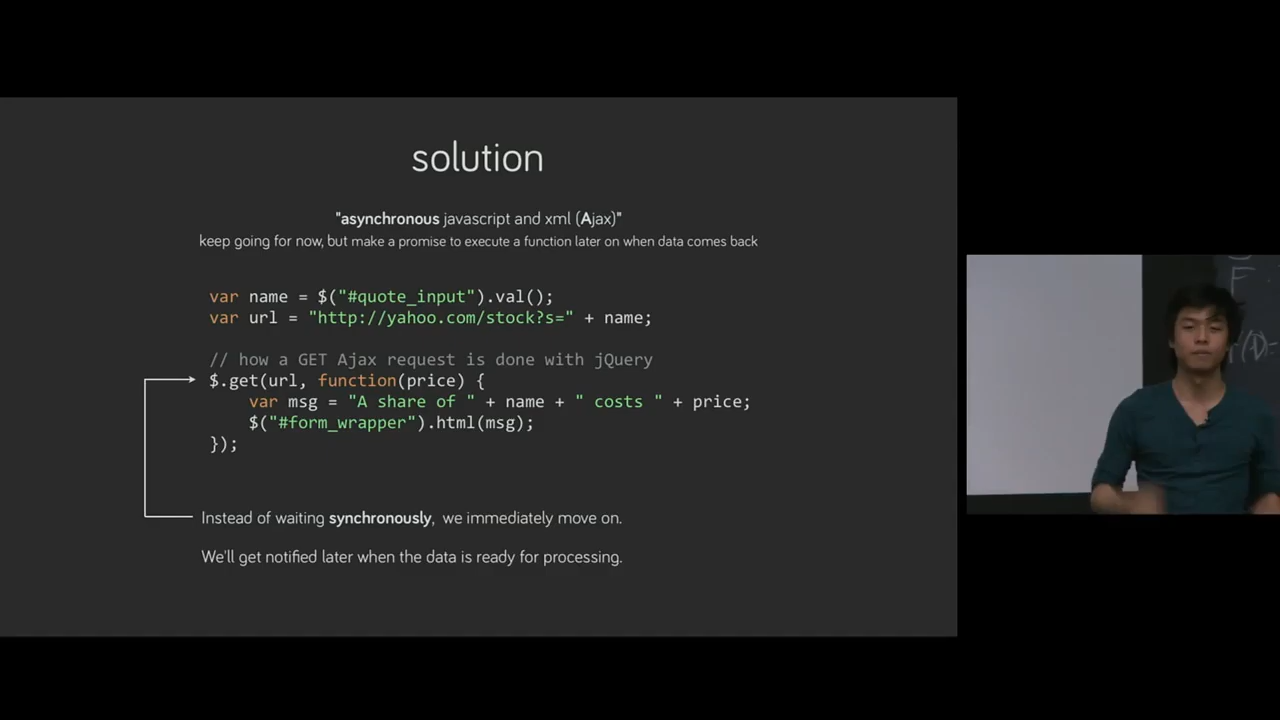 solution
"asynchronous javascript and xml (Ajax)"
keep going for now, but make a promise to execute a function later on when data comes back
var name = $("#quote_input").val();
var url = "http://yahoo.com/stock?s=" + name;
// how a GET Ajax request is done with jQuery
$.get(url, function(price) {
var msg = "A share of " + name + " costs " + price;
$("#form_wrapper").html(msg);
});
Instead of waiting synchronously, we immediately move on.
We'll get notified later when the data is ready for processing.
F